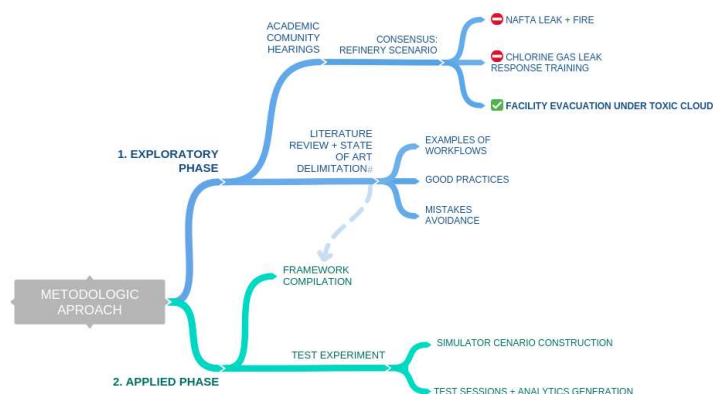 ACADEMIC
COMUNITY
HEARINGS
CONSENSUS:
REFINERY SCENARIO
NAFTA LEAK + FIRE
CHLORINE GAS LEAK
RESPONSE TRAINING
FACILITY EVACUATION UNDER TOXIC CLOUD
1. EXPLORATORY
PHASE
LITERATURE
REVIEW + STATE
OF ART
DELIMITATION#
EXAMPLES OF
WORKFLOWS
GOOD PRACTICES
MISTAKES
AVOIDANCE
METODOLOGIC
APROACH
FRAMEWORK
COMPILATION
2. APPLIED PHASE
TEST EXPERIMENT
SIMULATOR CENARIO CONSTRUCTION
TEST SESSIONS + ANALYTICS GENERATION